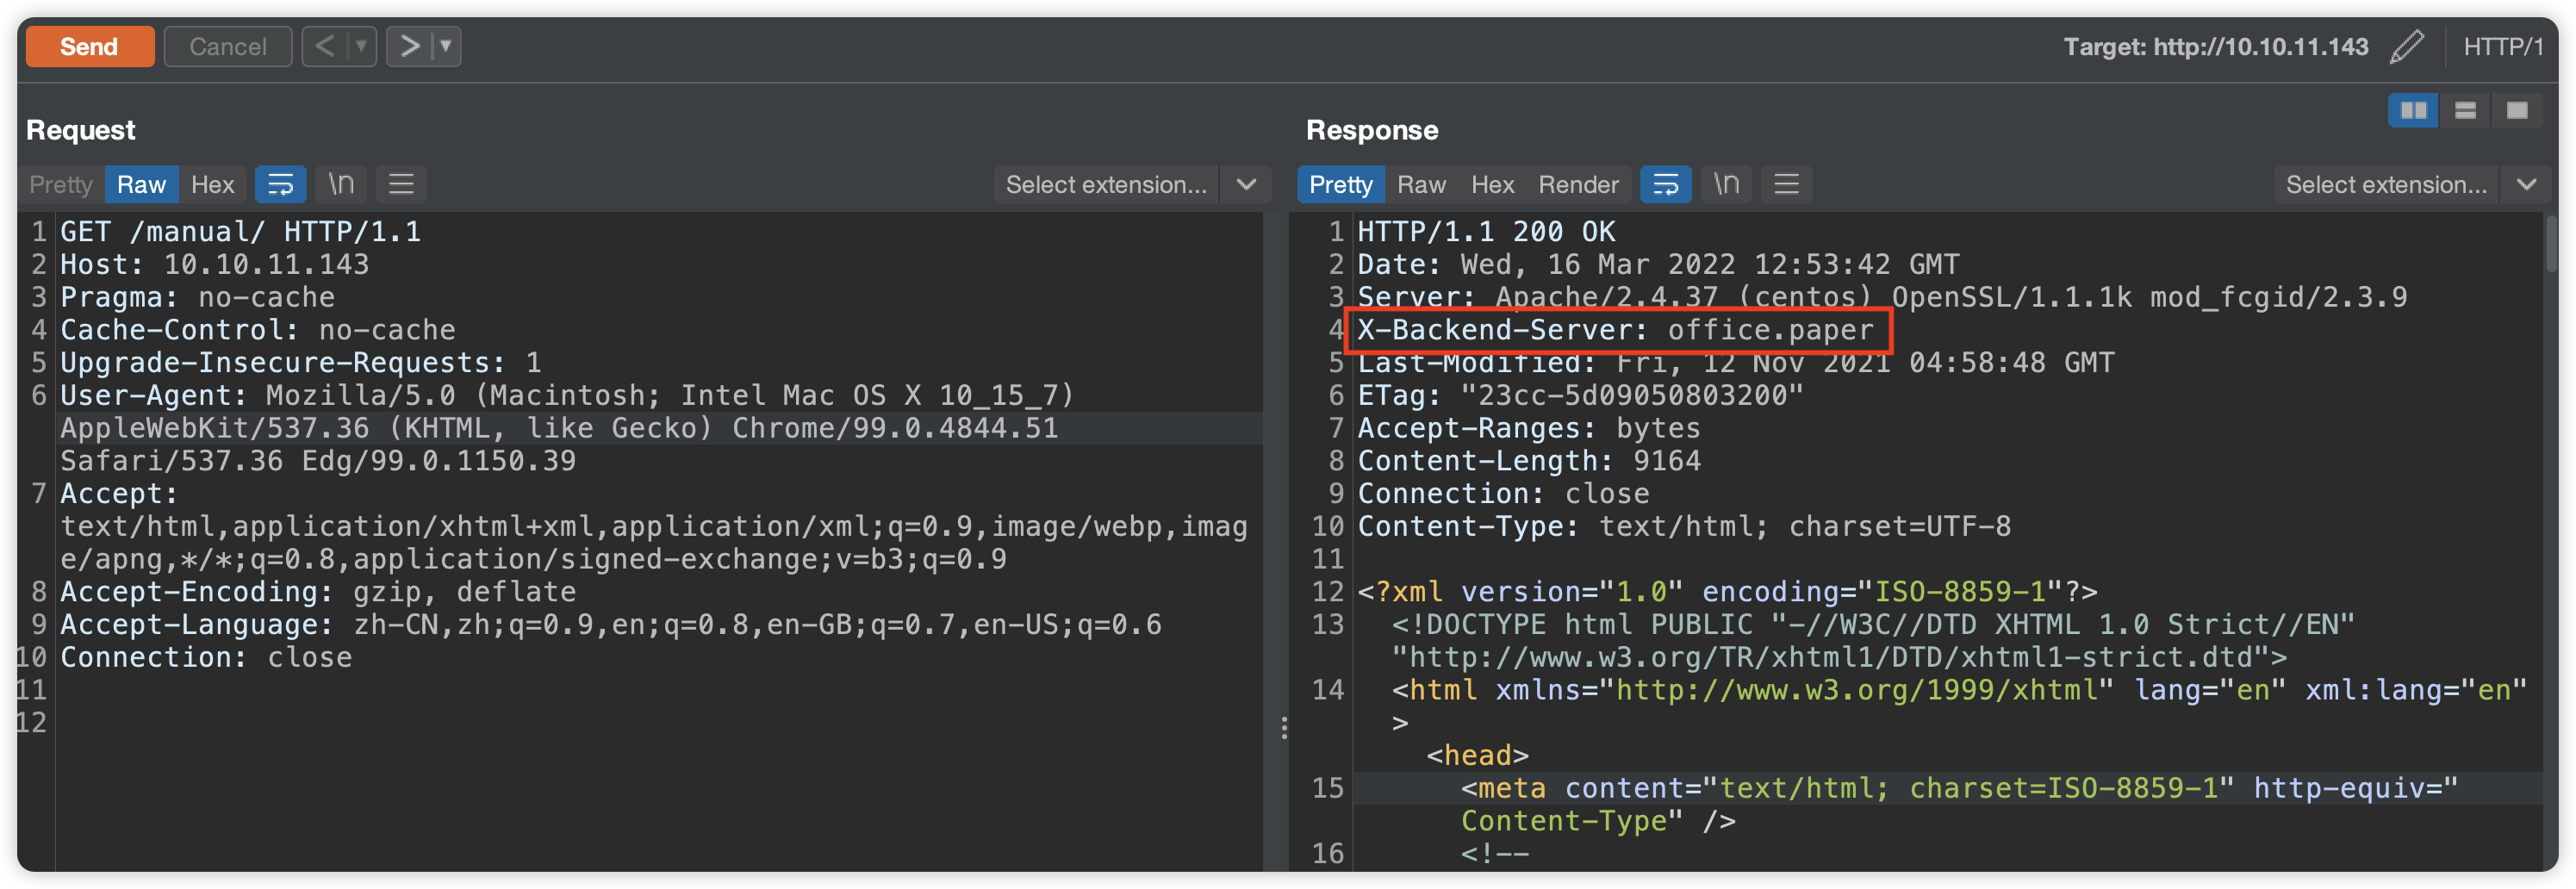 Send Cancel < > Target: http://10.10.11.143 HTTP/1
Request
Pretty Raw Hex \n Select extension...
1 GET /manual/ HTTP/1.1
2 Host: 10.10.11.143
3 Pragma: no-cache
4 Cache-Control: no-cache
5 Upgrade-Insecure-Requests: 1
6 User-Agent: Mozilla/5.0 (Macintosh; Intel Mac OS X 10_15_7)
AppleWebKit/537.36 (KHTML, like Gecko) Chrome/99.0.4844.51
Safari/537.36 Edg/99.0.1150.39
7 Accept:
text/html,application/xhtml+xml,application/xml;q=0.9,image/webp,imag
e/apng,*/*;q=0.8,application/signed-exchange;v=b3;q=0.9
8 Accept-Encoding: gzip, deflate
9 Accept-Language: zh-CN,zh;q=0.9,en;q=0.8,en-GB;q=0.7,en-US;q=0.6
10 Connection: close
11
12
Response
Pretty Raw Hex Render \n Select extension...
1 HTTP/1.1 200 OK
2 Date: Wed, 16 Mar 2022 12:53:42 GMT
3 Server: Apache/2.4.37 (centos) OpenSSL/1.1.1k mod_fcgid/2.3.9
4 X-Backend-Server: office.paper
5 Last-Modified: Fri, 12 Nov 2021 04:58:48 GMT
6 ETag: "23cc-5d09050803200"
7 Accept-Ranges: bytes
8 Content-Length: 9164
9 Connection: close
10 Content-Type: text/html; charset=UTF-8
11
12 <?xml version="1.0" encoding="ISO-8859-1"?>
13 <!DOCTYPE html PUBLIC "-//W3C//DTD XHTML 1.0 Strict//EN"
"http://www.w3.org/TR/xhtml1/DTD/xhtml1-strict.dtd">
14 <html xmlns="http://www.w3.org/1999/xhtml" lang="en" xml:lang="en"
>
<head>
15 <meta content="text/html; charset=ISO-8859-1" http-equiv="
Content-Type" />
16 <!--